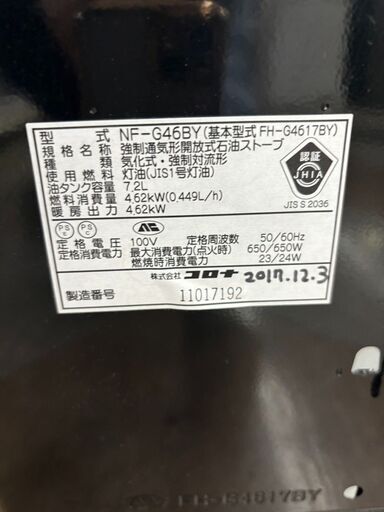 型式 NF-G46BY(基本型式 FH-G4617BY)
規格名称 強制通気形開放式石油ストーブ
種類 気化式・強制対流形
使用燃料 灯油(JIS1号灯油)
油タンク容量 7.2L
燃料消費量 4.62kW(0.449L/h)
暖房出力 4.62kW
認証
JHIA
JIS S 2036
PS E
PS C
定格電圧 100V 定格周波数 50/60Hz
定格消費電力 最大消費電力(点火時) 650/650W
燃焼時消費電力 23/24W
株式会社 コロナ 2017.12.3
製造番号 11017192
FH-G4617BY